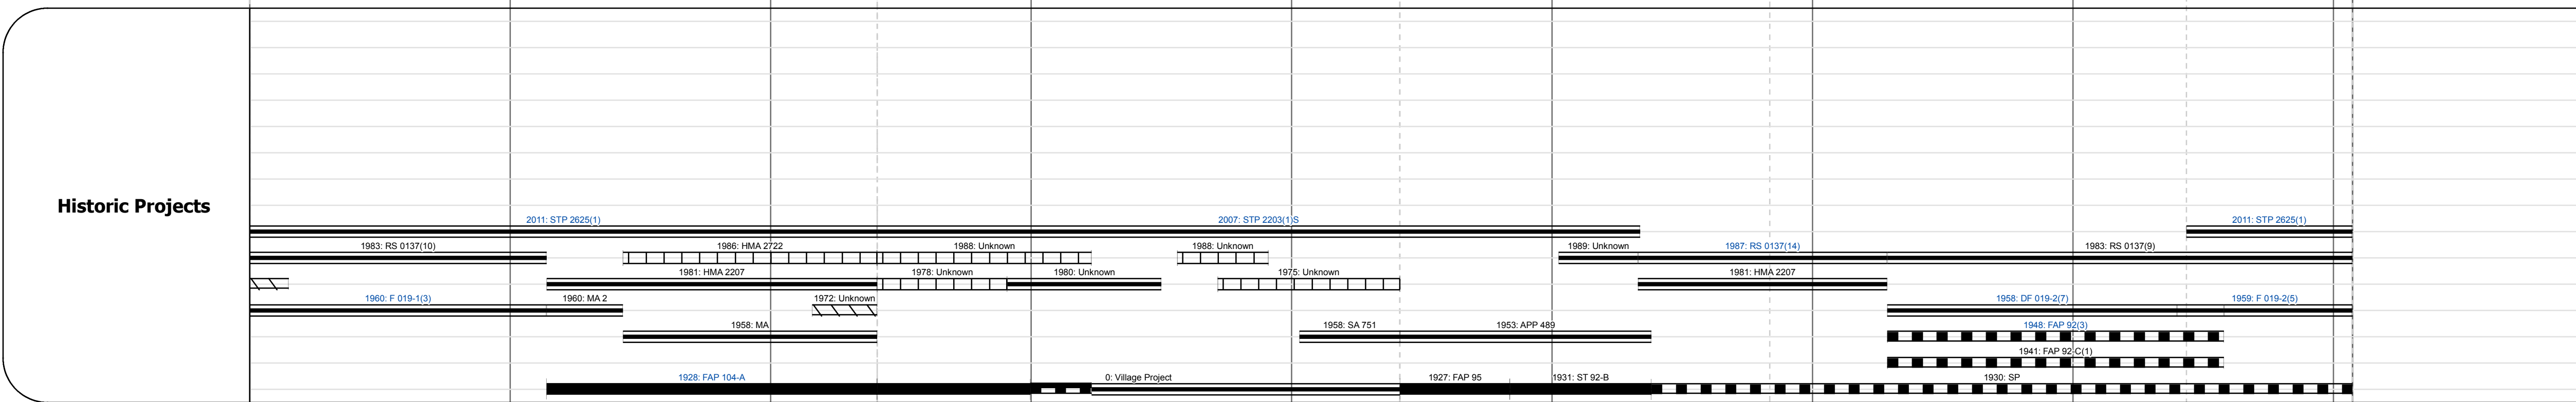 2011: STP 2625(1) 2007: STP 2203(1)S 2011: STP 2625(1)
1983: RS 0137(10) 1986: HMA 2722 1988: Unknown 1988: Unknown 1989: Unknown 1987: RS 0137(14) 1983: RS 0137(9)
Historic Projects
1981: HMA 2207 1978: Unknown 1980: Unknown 1975: Unknown 1981: HMA 2207
1960: F 019-1(3) 1960: MA 2 1972: Unknown 1958: DF 019-2(7) 1959: F 019-2(5)
1958: MA 1958: SA 751 1953: APP 489 1948: FAP 92(3)
1941: FAP 92-C(1)
1928: FAP 104-A 0: Village Project 1927: FAP 95 1931: ST 92-B 1930: SP